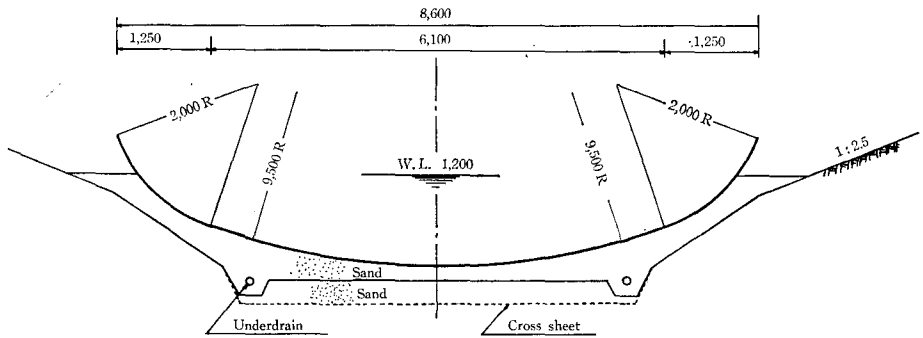 8,600
1,250
6,100
1,250
2,000 R
9,500 R
W. L. 1,200
9,500 R
2,000 R
1 : 2.5
Sand
Sand
Underdrain
Cross sheet